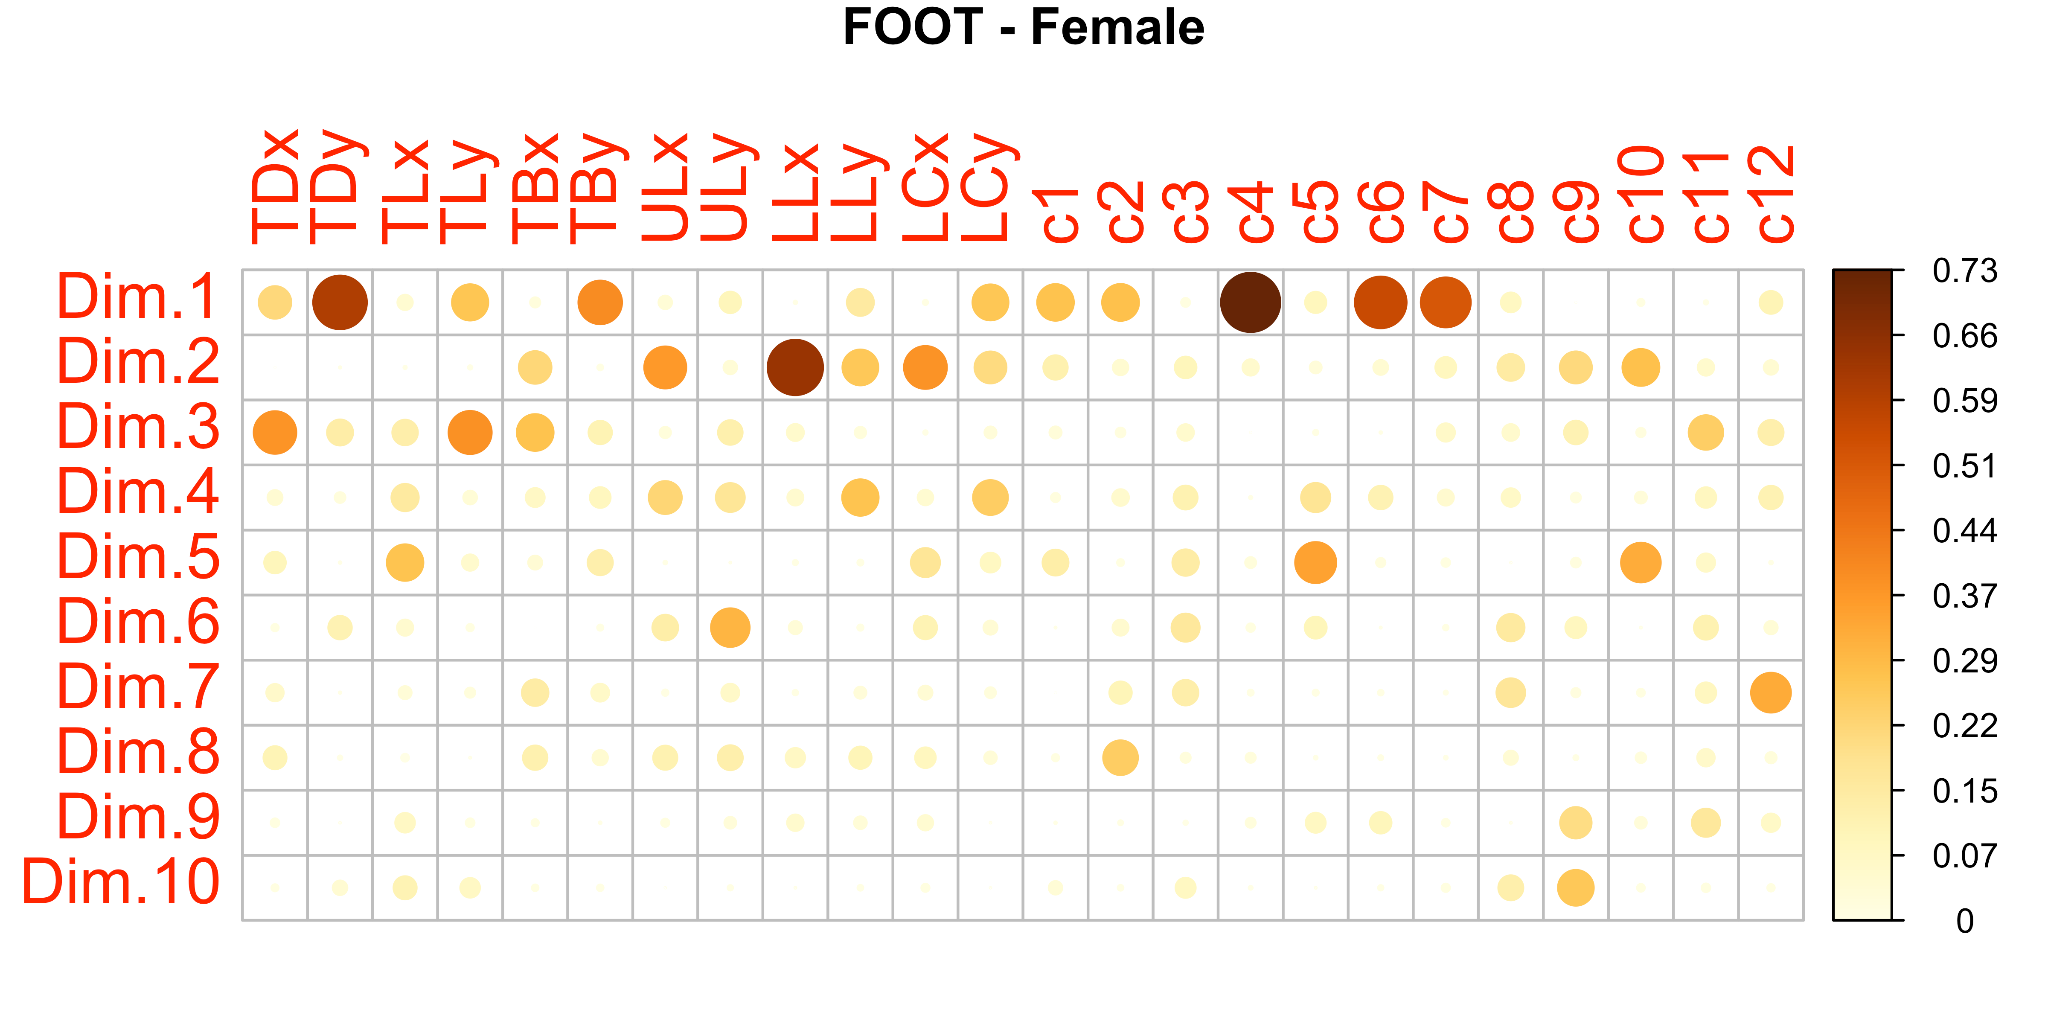 FOOT - Female
TDx TDy TLx TLy TBx TBy ULx ULy LLx LLy LCx LCy c1 c2 c3 c4 c5 c6 c7 c8 c9 c10 c11 c12
Dim.1
Dim.2
Dim.3
Dim.4
Dim.5
Dim.6
Dim.7
Dim.8
Dim.9
Dim.10
0.73
0.66
0.59
0.51
0.44
0.37
0.29
0.22
0.15
0.07
0